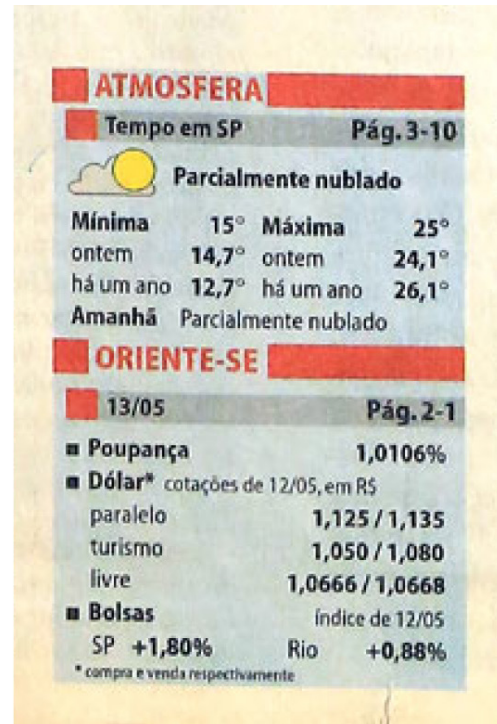 ATMOSFERA
Tempo em SP Pág. 3-10
Parcialmente nublado
Mínima 15° Máxima 25°
ontem 14,7° ontem 24,1°
há um ano 12,7° há um ano 26,1°
Amanhã Parcialmente nublado
ORIENTE-SE
13/05 Pág. 2-1
■ Poupança 1,0106%
■ Dólar* cotações de 12/05, em R$
paralelo 1,125 / 1,135
turismo 1,050 / 1,080
livre 1,0666 / 1,0668
■ Bolsas índice de 12/05
SP +1,80% Rio +0,88%
* compra e venda respectivamente